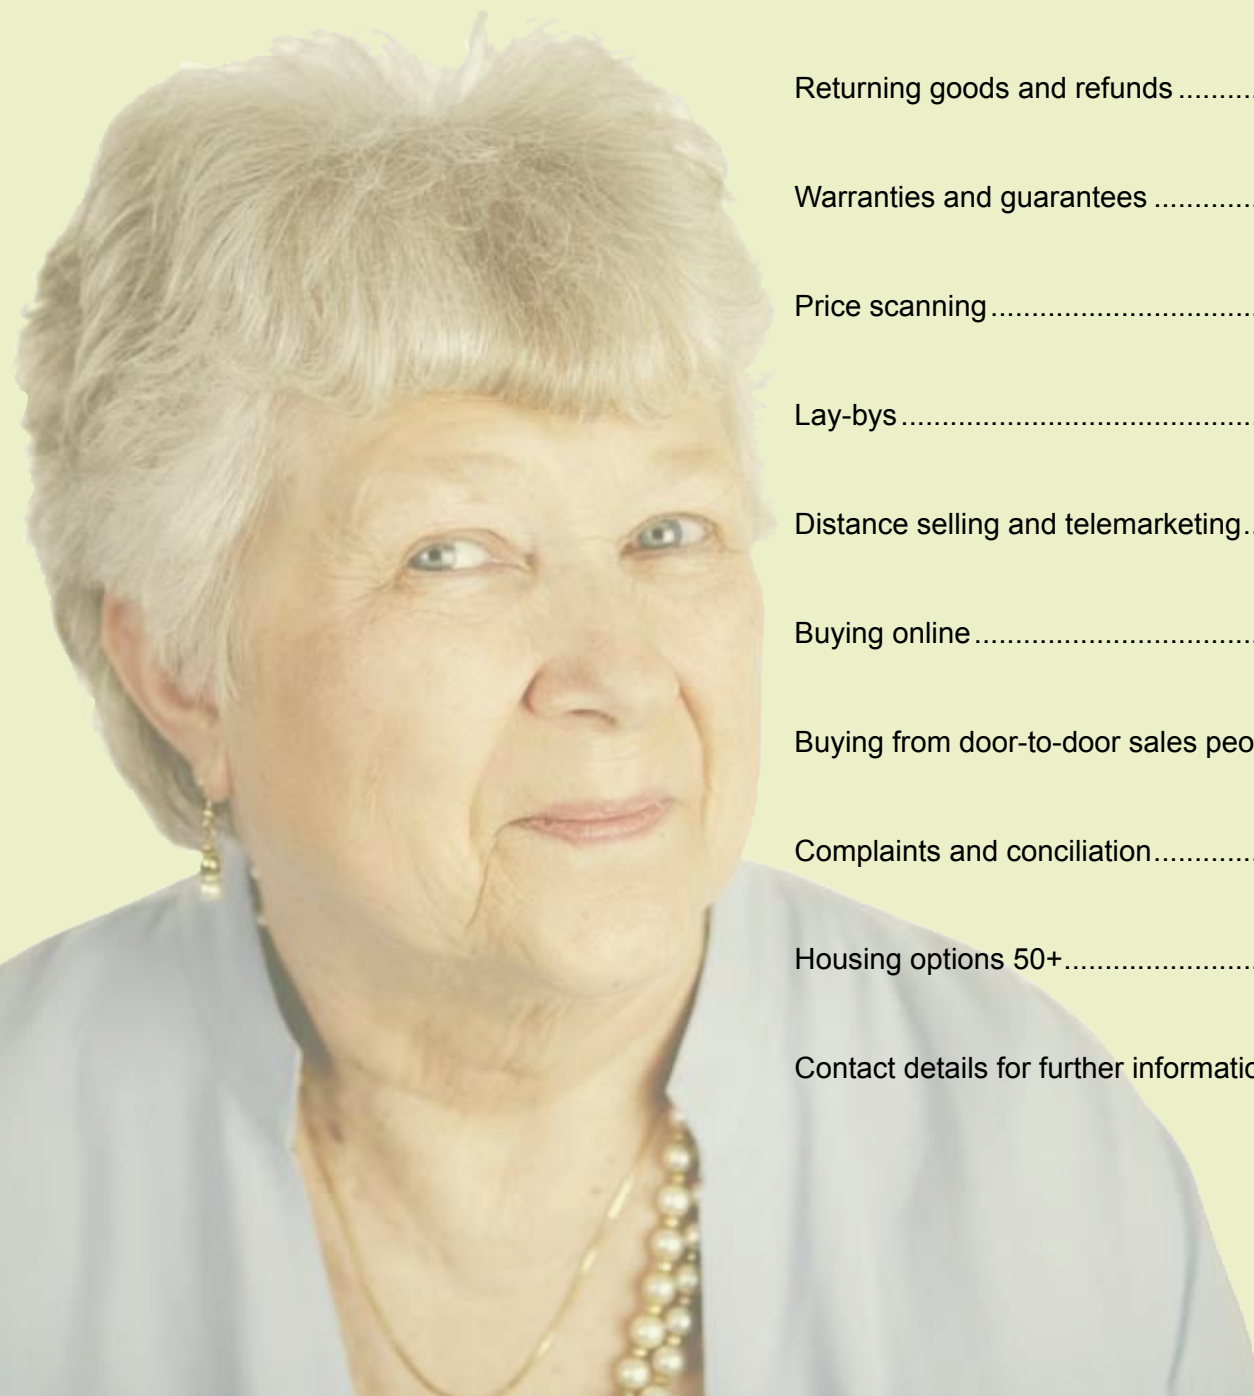 Returning goods and refunds ..........
Warranties and guarantees .............
Price scanning .................................
Lay-bys ............................................
Distance selling and telemarketing..
Buying online ...................................
Buying from door-to-door sales peo
Complaints and conciliation.............
Housing options 50+........................
Contact details for further informatio